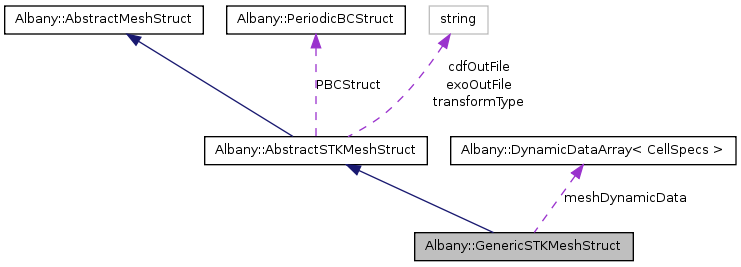 Albany::AbstractMeshStruct
Albany::PeriodicBCStruct
string
PBCStruct
cdfOutFile
exoOutFile
transformType
Albany::AbstractSTKMeshStruct
Albany::DynamicDataArray< CellSpecs >
meshDynamicData
Albany::GenericSTKMeshStruct